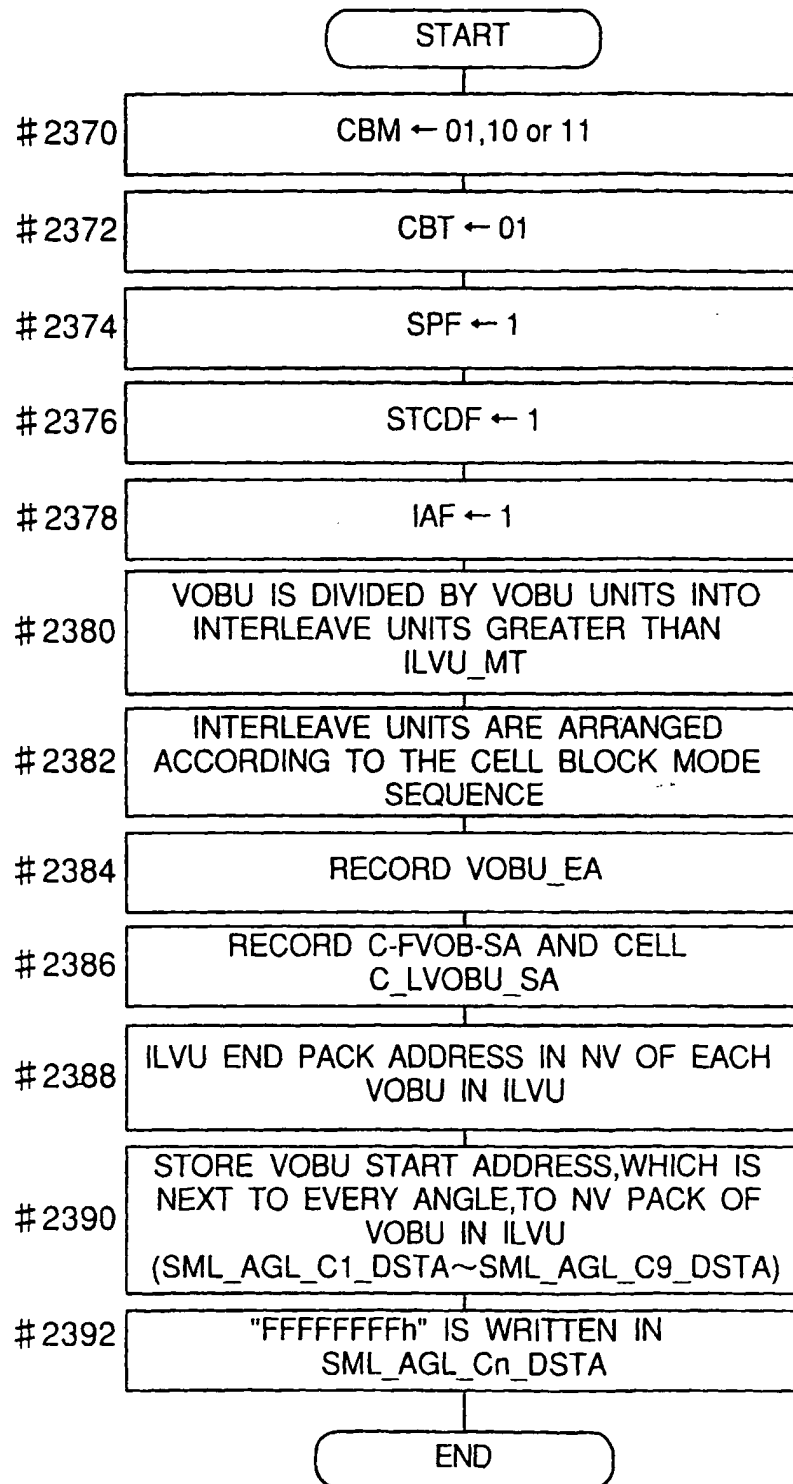 START
#2370
CBM ← 01,10 or 11
#2372
CBT ← 01
#2374
SPF ← 1
#2376
STCDF ← 1
#2378
IAF ← 1
#2380
VOBU IS DIVIDED BY VOBU UNITS INTO
INTERLEAVE UNITS GREATER THAN
ILVU_MT
#2382
INTERLEAVE UNITS ARE ARRANGED
ACCORDING TO THE CELL BLOCK MODE
SEQUENCE
#2384
RECORD VOBU_EA
#2386
RECORD C-FVOB-SA AND CELL
C_LVOBU_SA
#2388
ILVU END PACK ADDRESS IN NV OF EACH
VOBU IN ILVU
#2390
STORE VOBU START ADDRESS,WHICH IS
NEXT TO EVERY ANGLE,TO NV PACK OF
VOBU IN ILVU
(SML_AGL_C1_DSTA~SML_AGL_C9_DSTA)
#2392
"FFFFFFFFh" IS WRITTEN IN
SML_AGL_Cn_DSTA
END